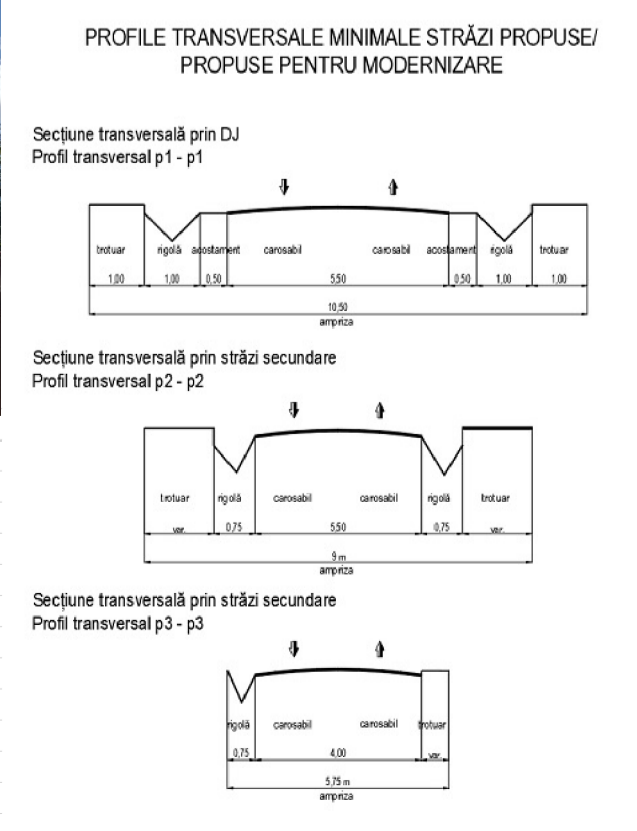 PROFILE TRANSVERSALE MINIMALE STRĂZI PROPUSE/
PROPUSE PENTRU MODERNIZARE
Secțiune transversală prin DJ
Profil transversal p1 - p1
trotuar rigolă acostament carosabil carosabil acostament rigolă trotuar
1,00 1,00 0,50 5,50 0,50 1,00 1,00
10,50
ampriza
Secțiune transversală prin străzi secundare
Profil transversal p2 - p2
trotuar rigolă carosabil carosabil rigolă trotuar
var. 0,75 5,50 0,75 var.
9 m
ampriza
Secțiune transversală prin străzi secundare
Profil transversal p3 - p3
rigolă carosabil carosabil trotuar
0,75 4,00 var.
5,75 m
ampriza